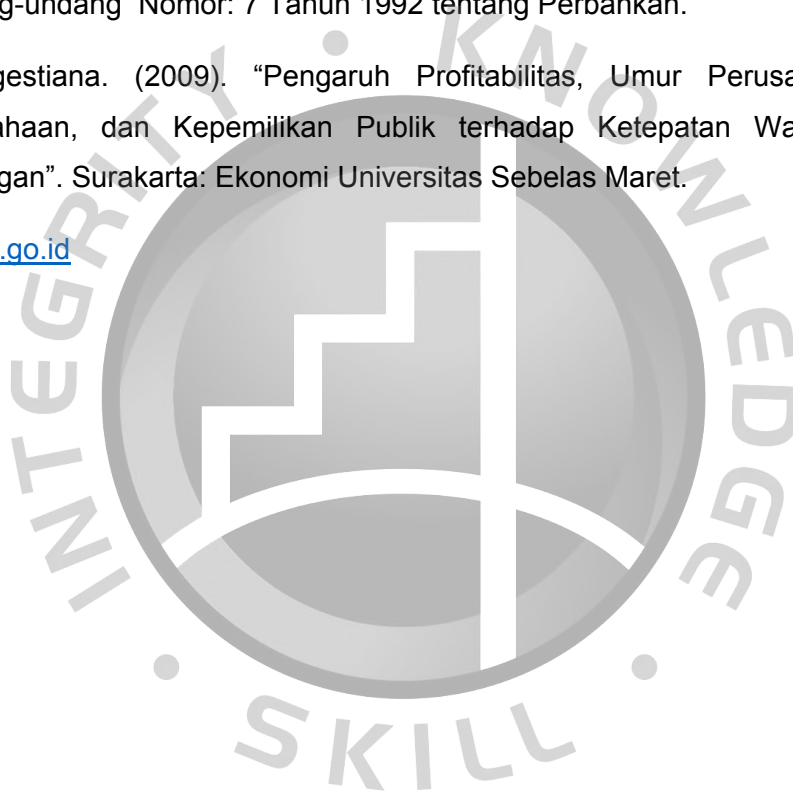 g-undang Nomor: 7 Tahun 1992 tentang Perbankan.
gestiana. (2009). “Pengaruh Profitabilitas, Umur Perusa
ahaan, dan Kepemilikan Publik terhadap Ketepatan Wa
gan”. Surakarta: Ekonomi Universitas Sebelas Maret.
.go.id
INTEGRITY • KNOWLEDGE • SKILL •